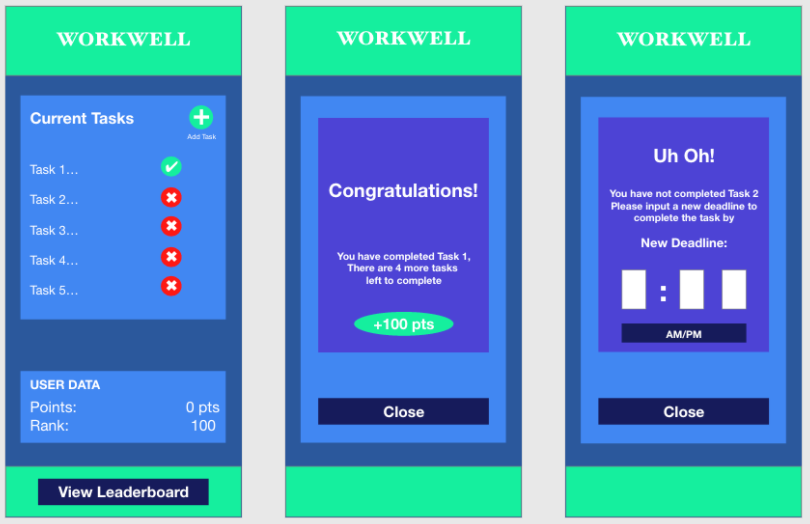 WORKWELL
Current Tasks
Add Task
Task 1...
Task 2...
Task 3...
Task 4...
Task 5...
USER DATA
Points: 0 pts
Rank: 100
View Leaderboard
WORKWELL
Congratulations!
You have completed Task 1,
There are 4 more tasks
left to complete
+100 pts
Close
WORKWELL
Uh Oh!
You have not completed Task 2
Please input a new deadline to
complete the task by
New Deadline:
:
AM/PM
Close